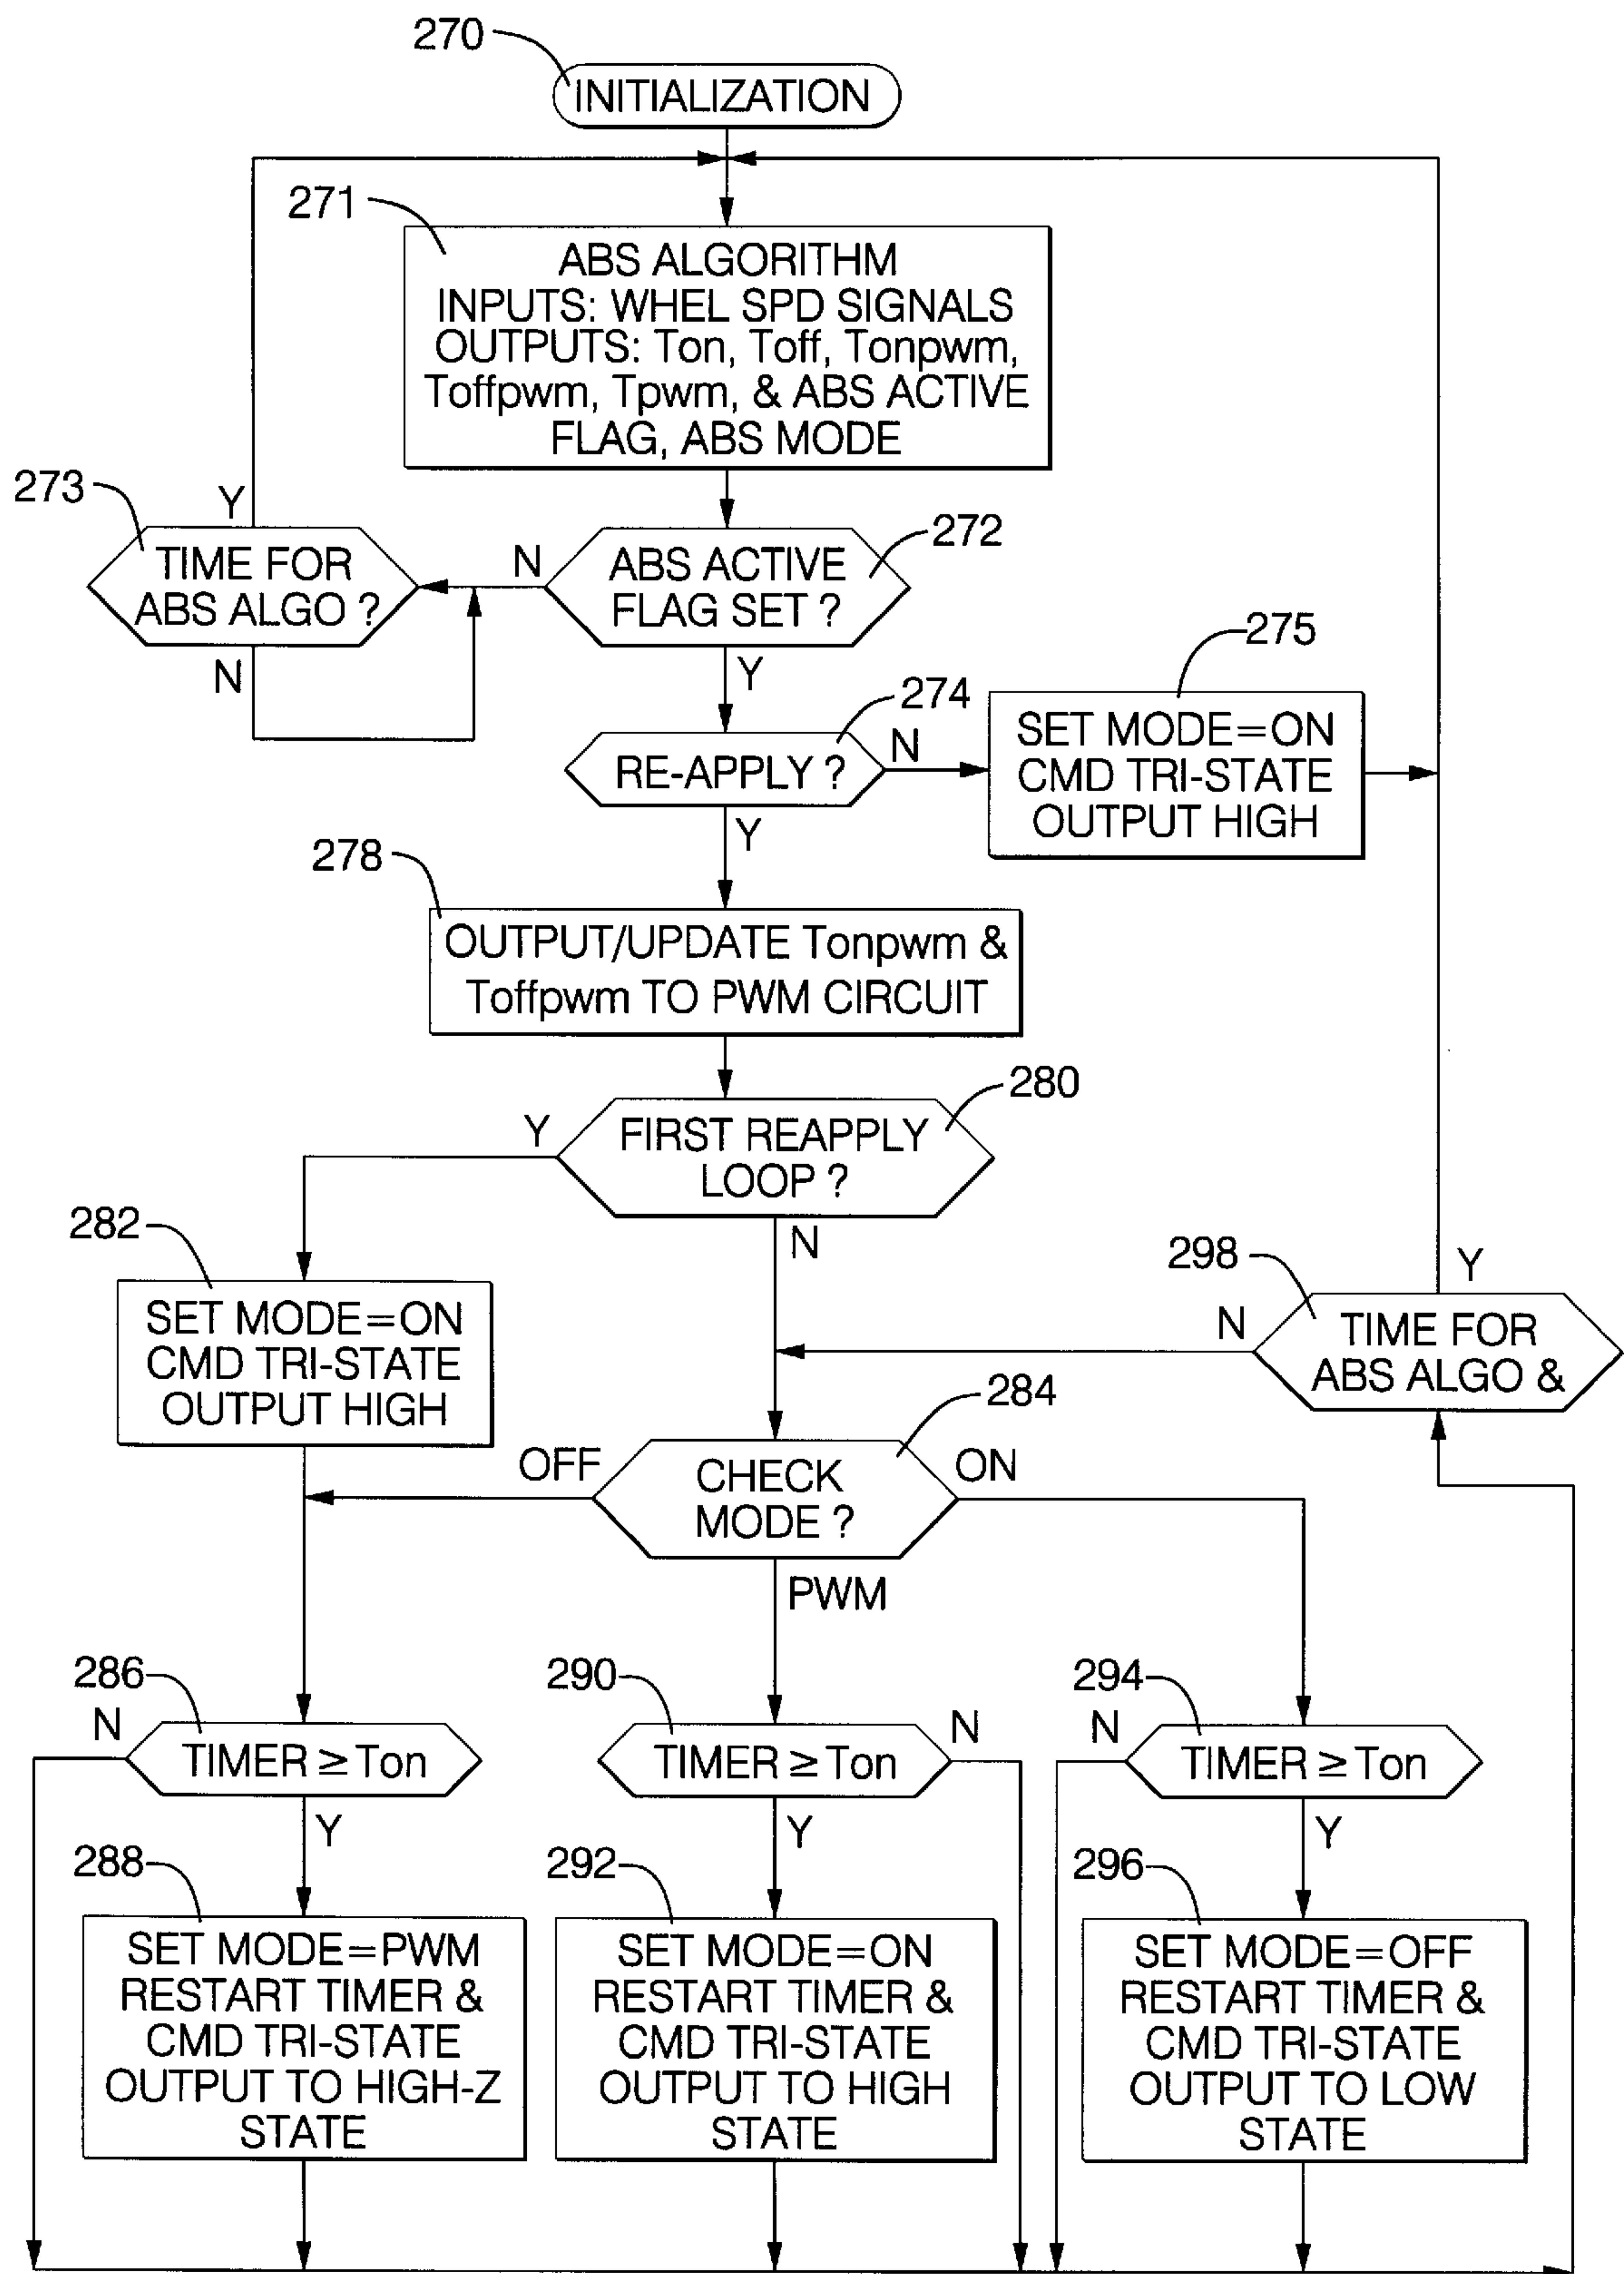 270
INITIALIZATION
271
ABS ALGORITHM
INPUTS: WHEL SPD SIGNALS
OUTPUTS: Ton, Toff, Tonpwm,
Toffpwm, Tpwm, & ABS ACTIVE
FLAG, ABS MODE
273
Y
TIME FOR
ABS ALGO ?
N
N
272
ABS ACTIVE
FLAG SET ?
Y
274
RE-APPLY ?
N
275
SET MODE=ON
CMD TRI-STATE
OUTPUT HIGH
Y
278
OUTPUT/UPDATE Tonpwm &
Toffpwm TO PWM CIRCUIT
280
Y
FIRST REAPPLY
LOOP ?
N
282
SET MODE=ON
CMD TRI-STATE
OUTPUT HIGH
298
Y
N
TIME FOR
ABS ALGO &
284
OFF
CHECK
MODE ?
ON
PWM
286
N
TIMER ≥ Ton
Y
290
N
TIMER ≥ Ton
Y
294
N
TIMER ≥ Ton
Y
288
SET MODE=PWM
RESTART TIMER &
CMD TRI-STATE
OUTPUT TO HIGH-Z
STATE
292
SET MODE=ON
RESTART TIMER &
CMD TRI-STATE
OUTPUT TO HIGH
STATE
296
SET MODE=OFF
RESTART TIMER &
CMD TRI-STATE
OUTPUT TO LOW
STATE